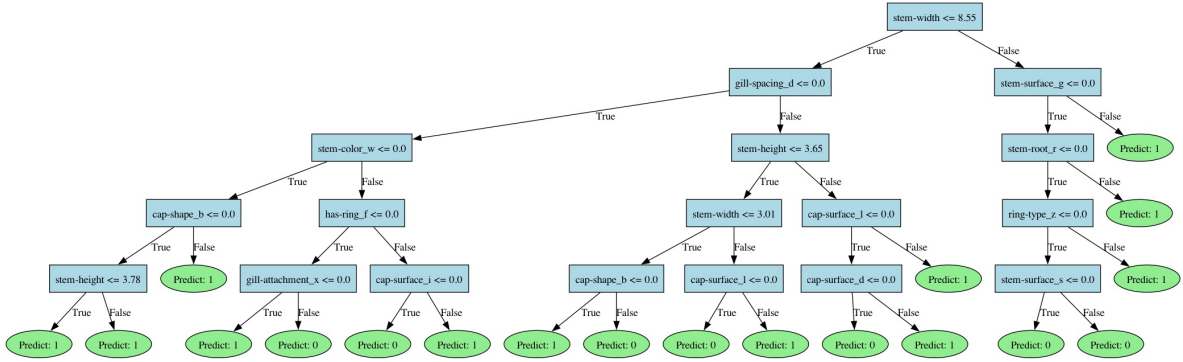 stem-width <= 8.55
True
False
gill-spacing_d <= 0.0
stem-surface_g <= 0.0
True
False
True
False
stem-color_w <= 0.0
stem-height <= 3.65
stem-root_r <= 0.0
Predict: 1
True
False
True
False
True
False
cap-shape_b <= 0.0
has-ring_f <= 0.0
stem-width <= 3.01
cap-surface_l <= 0.0
ring-type_z <= 0.0
Predict: 1
True
False
True
False
True
False
True
False
True
False
stem-height <= 3.78
Predict: 1
gill-attachment_x <= 0.0
cap-surface_i <= 0.0
cap-shape_b <= 0.0
cap-surface_l <= 0.0
cap-surface_d <= 0.0
Predict: 1
stem-surface_s <= 0.0
Predict: 1
True
False
True
False
True
False
True
False
True
False
True
False
True
False
Predict: 1
Predict: 1
Predict: 1
Predict: 0
Predict: 0
Predict: 1
Predict: 1
Predict: 0
Predict: 0
Predict: 1
Predict: 0
Predict: 1
Predict: 0
Predict: 0